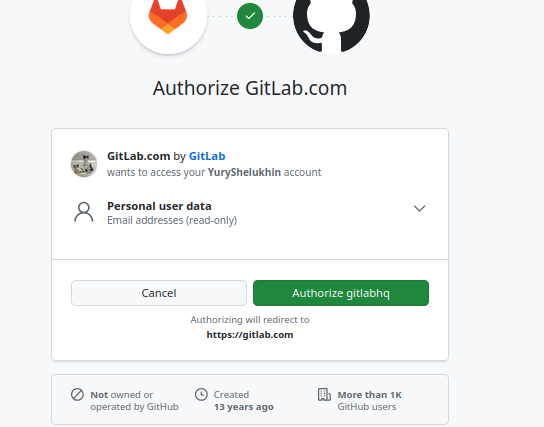 Authorize GitLab.com
GitLab.com by GitLab
wants to access your YuryShelukhin account
Personal user data
Email addresses (read-only)
Cancel
Authorize gitlabhq
Authorizing will redirect to
https://gitlab.com
Not owned or
operated by GitHub
Created
13 years ago
More than 1K
GitHub users